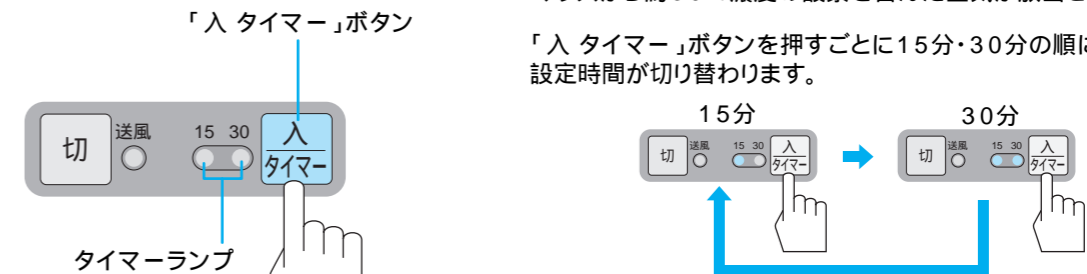 「入 タイマー」ボタン
切
送風
15 30
入
タイマー
タイマーランプ
「入 タイマー」ボタンを押すごとに15分・30分の順に
設定時間が切り替わります。
15分
切
送風
15 30
入
タイマー
30分
切
送風
15 30
入
タイマー